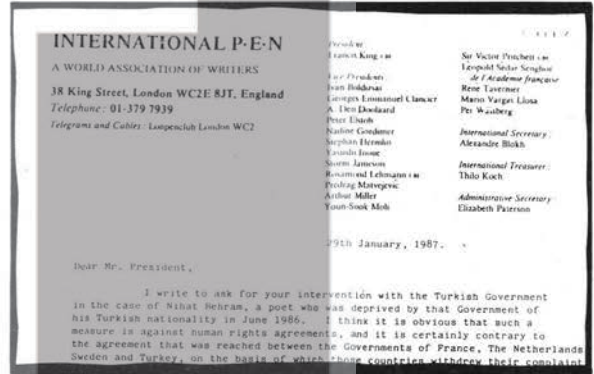 INTERNATIONAL P·E·N
A WORLD ASSOCIATION OF WRITERS
38 King Street, London WC2E 8JT, England
Telephone: 01-379 7939
Telegrams and Cables: Lonpenclub London WC2
President
Francis King CBE
Vice Presidents
Ivan Boldizsar
Georges Emmanuel Clancier
A. Den Doolaard
Peter Elstob
Nadine Gordimer
Stephan Hermlin
Yasushi Inoue
Storm Jameson
Rosamond Lehmann CBE
Predrag Matvejevic
Arthur Miller
Youn-Sook Moh
Sir Victor Pritchett CBE
Leopold Sedar Senghor
de l'Academie française
Rene Tavernier
Mario Vargas Llosa
Per Wästberg
International Secretary:
Alexandre Blokh
International Treasurer:
Thilo Koch
Administrative Secretary:
Elizabeth Paterson
29th January, 1987.
Dear Mr. President,
I write to ask for your intervention with the Turkish Government
in the case of Nihat Behram, a poet who was deprived by that Government of
his Turkish nationality in June 1986. I think it is obvious that such a
measure is against human rights agreements, and it is certainly contrary to
the agreement that was reached between the Governments of France, The Netherlands
Sweden and Turkey, on the basis of which those countries withdrew their complaint